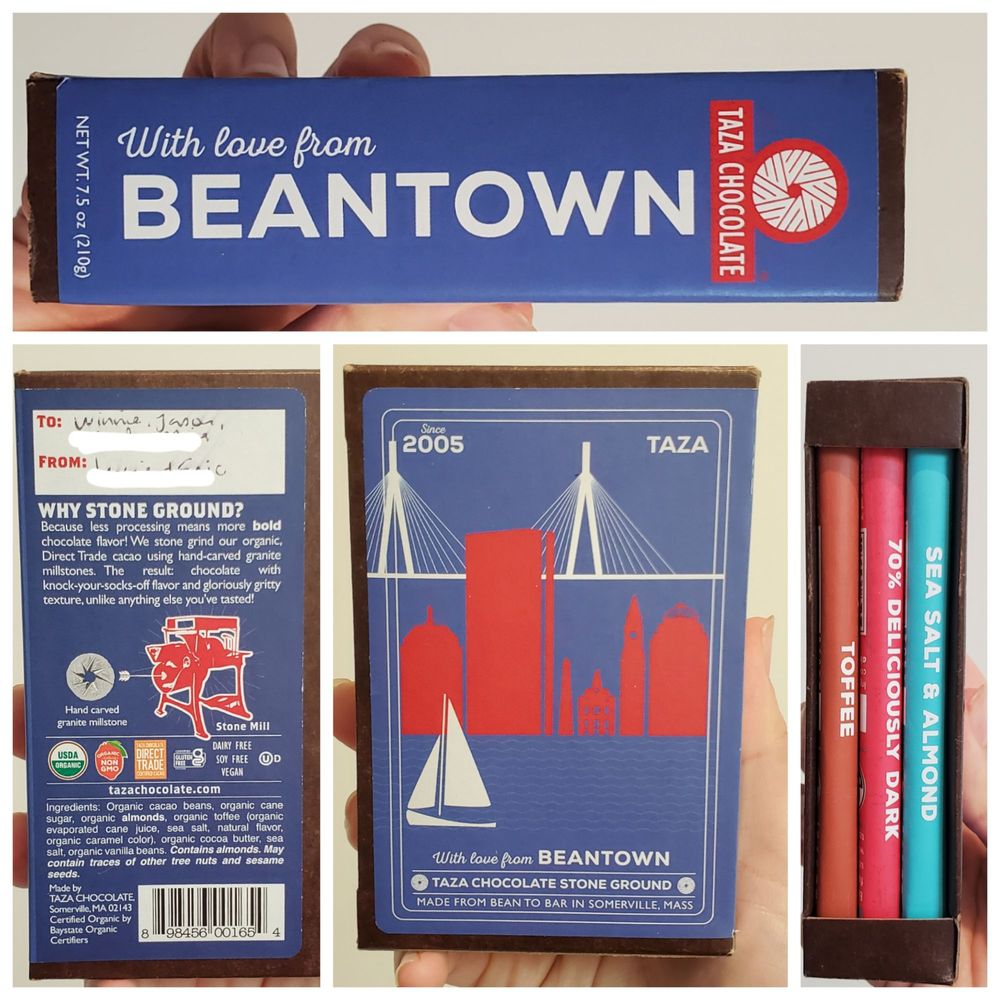 With love from
BEANTOWN
NET WT. 7.5 oz (210g)
TAZA CHOCOLATE
TO: Winnie, Jason,
FROM:
WHY STONE GROUND?
Because less processing means more bold
chocolate flavor! We stone grind our organic,
Direct Trade cacao using hand-carved granite
millstones. The result: chocolate with
knock-your-socks-off flavor and gloriously gritty
texture, unlike anything else you've tasted!
Hand carved
granite millstone
Stone Mill
USDA
ORGANIC
ORGANIC
NON
GMO
TAZA CHOCOLATE
DIRECT
TRADE
CERTIFIED CACAO
CERTIFIED
GLUTEN
FREE
DAIRY FREE
SOY FREE
VEGAN
U D
tazachocolate.com
Ingredients: Organic cacao beans, organic cane
sugar, organic almonds, organic toffee (organic
evaporated cane juice, sea salt, natural flavor,
organic caramel color), organic cocoa butter, sea
salt, organic vanilla beans. Contains almonds. May
contain traces of other tree nuts and sesame
seeds.
Made by
TAZA CHOCOLATE,
Somerville, MA 02143
Certified Organic by
Baystate Organic
Certifiers
8 98456 00165 4
Since
2005
TAZA
With love from BEANTOWN
TAZA CHOCOLATE STONE GROUND
MADE FROM BEAN TO BAR IN SOMERVILLE, MASS
TOFFEE
70% DELICIOUSLY DARK
SEA SALT & ALMOND